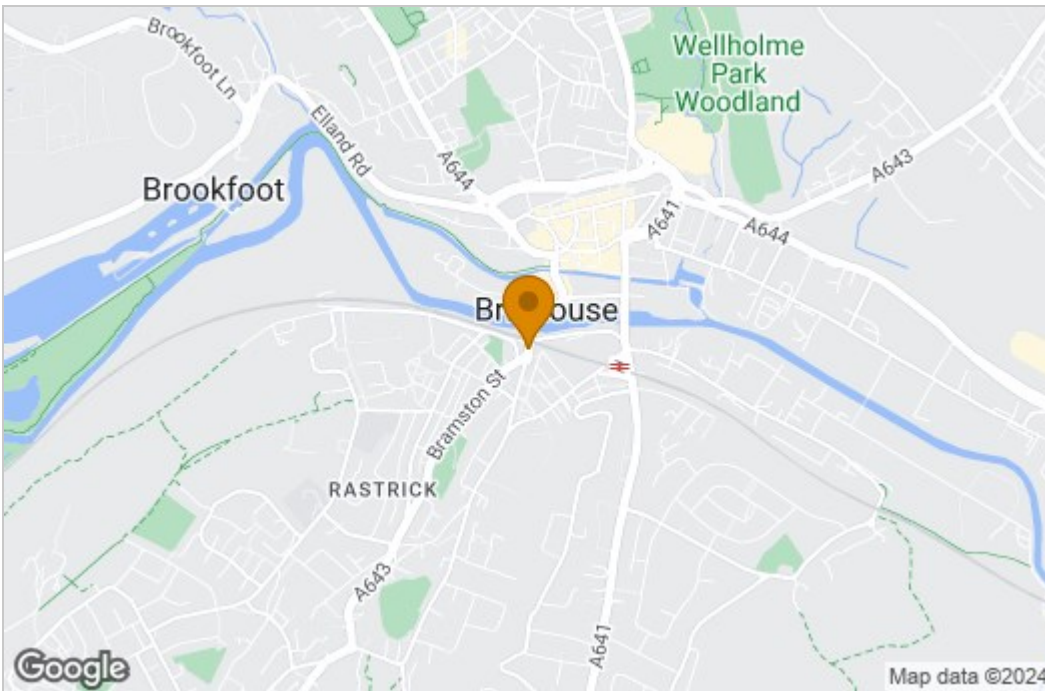 Brookfoot Ln
Wellholme
Park
Woodland
Elland Rd
A644
A643
Brookfoot
A641
A644
Br ouse
Bramston St
RASTRICK
A643
A641
Google
Map data ©2024